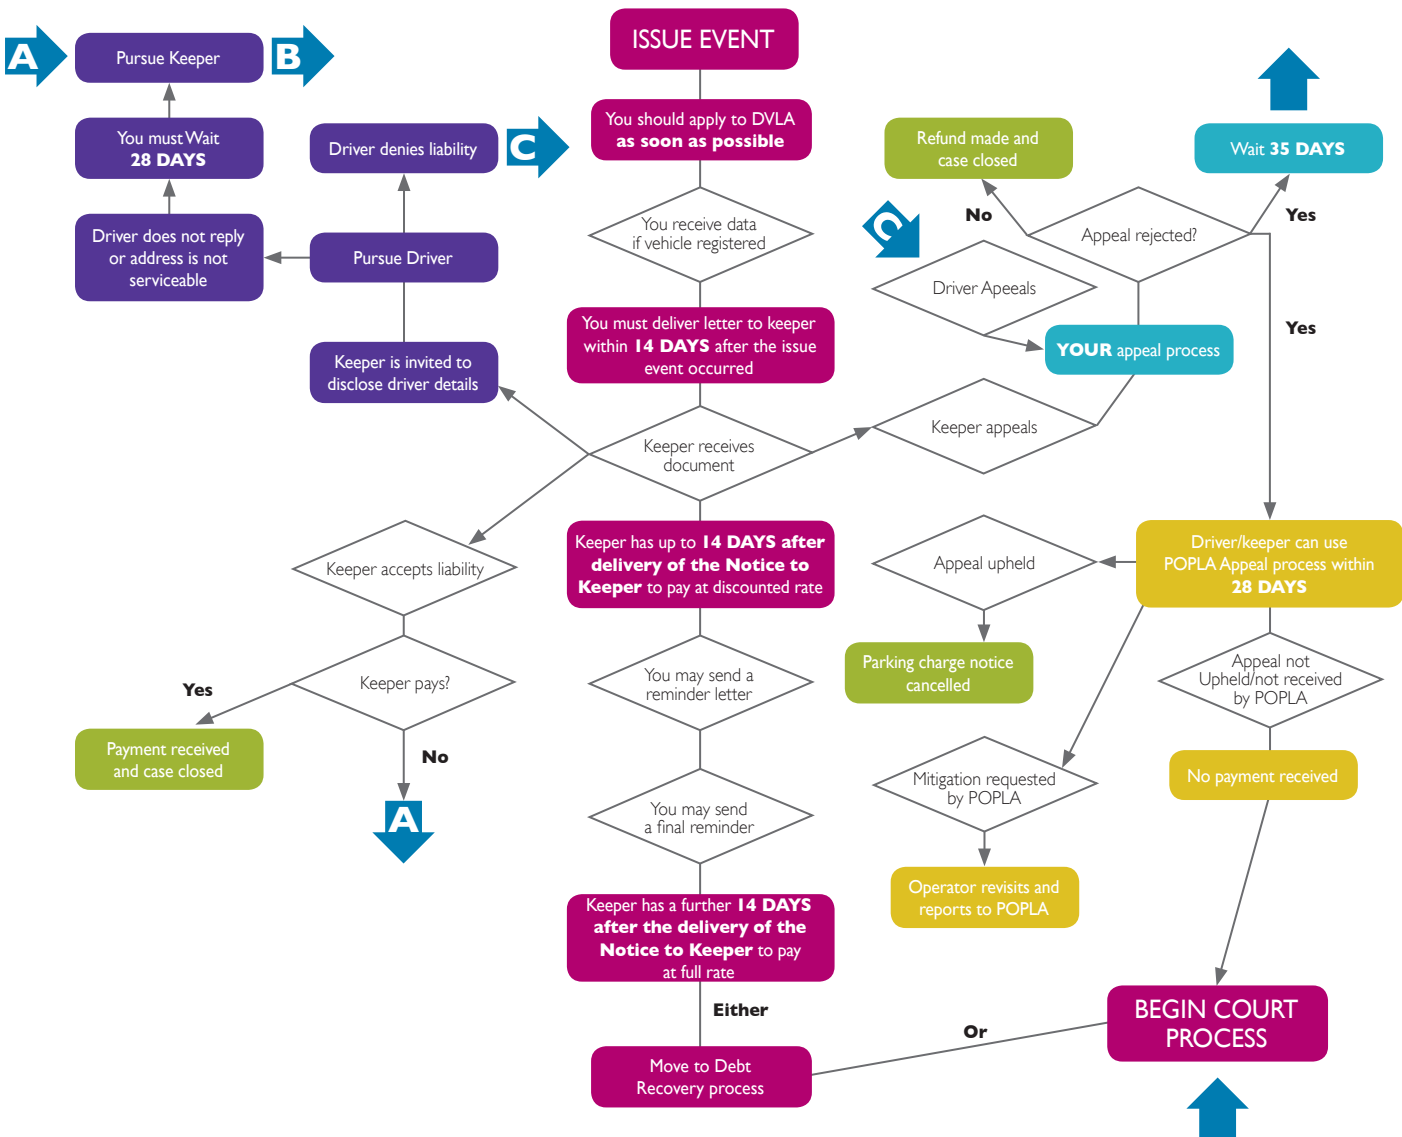 A
Pursue Keeper
B
You must Wait
28 DAYS
Driver does not reply
or address is not
serviceable
Driver denies liability
C
Pursue Driver
Keeper is invited to
disclose driver details
ISSUE EVENT
You should apply to DVLA
as soon as possible
You receive data
if vehicle registered
You must deliver letter to keeper
within 14 DAYS after the issue
event occurred
Keeper receives
document
Keeper accepts liability
Keeper pays?
Yes
Payment received
and case closed
No
A
Keeper has up to 14 DAYS after
delivery of the Notice to
Keeper to pay at discounted rate
You may send a
reminder letter
You may send
a final reminder
Keeper has a further 14 DAYS
after the delivery of the
Notice to Keeper to pay
at full rate
Either
Move to Debt
Recovery process
Or
Refund made and
case closed
No
C
Appeal rejected?
Yes
Wait 35 DAYS
Yes
Driver Apeeals
YOUR appeal process
Keeper appeals
Driver/keeper can use
POPLA Appeal process within
28 DAYS
Appeal upheld
Parking charge notice
cancelled
Appeal not
Upheld/not received
by POPLA
Mitigation requested
by POPLA
No payment received
Operator revisits and
reports to POPLA
BEGIN COURT
PROCESS